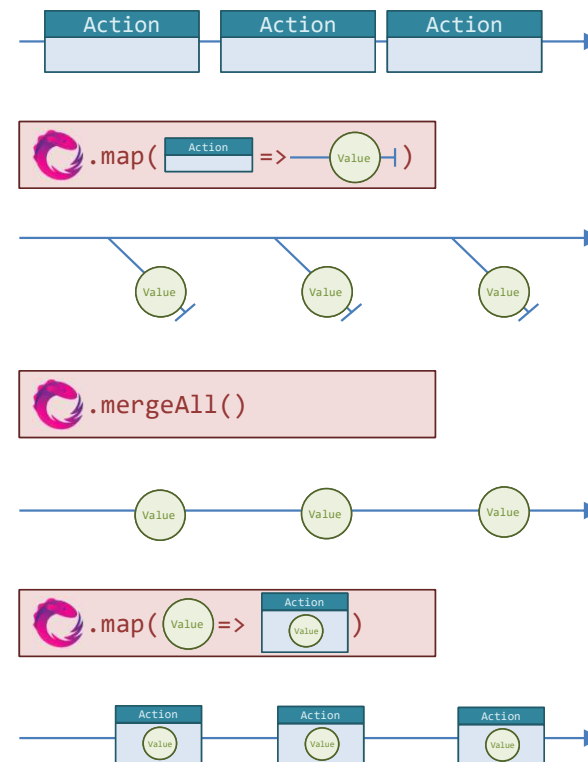 Action Action Action
.map( Action => Value )
Value Value Value
.mergeAll()
Value Value Value
.map( Value => Action Value )
Action Action Action
Value Value Value